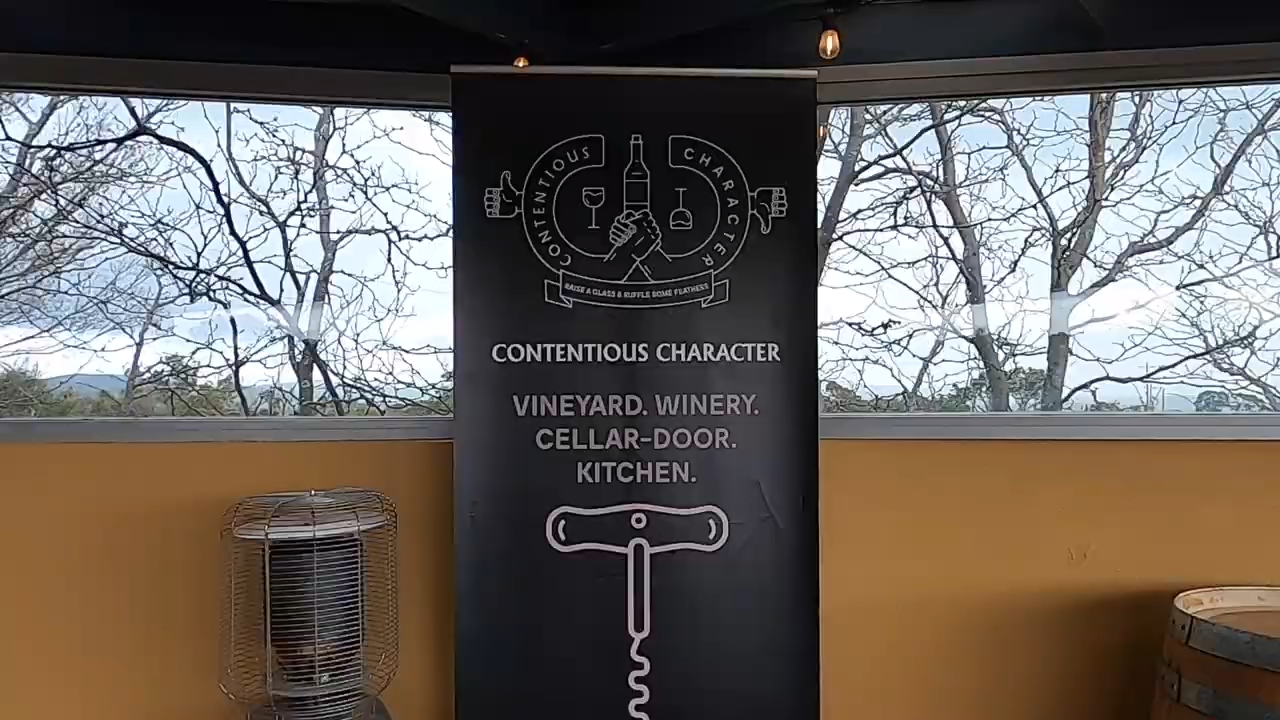 CONTENTIOUS CHARACTER
RAISE A GLASS & RUFFLE SOME FEATHERS
CONTENTIOUS CHARACTER
VINEYARD. WINERY.
CELLAR-DOOR.
KITCHEN.